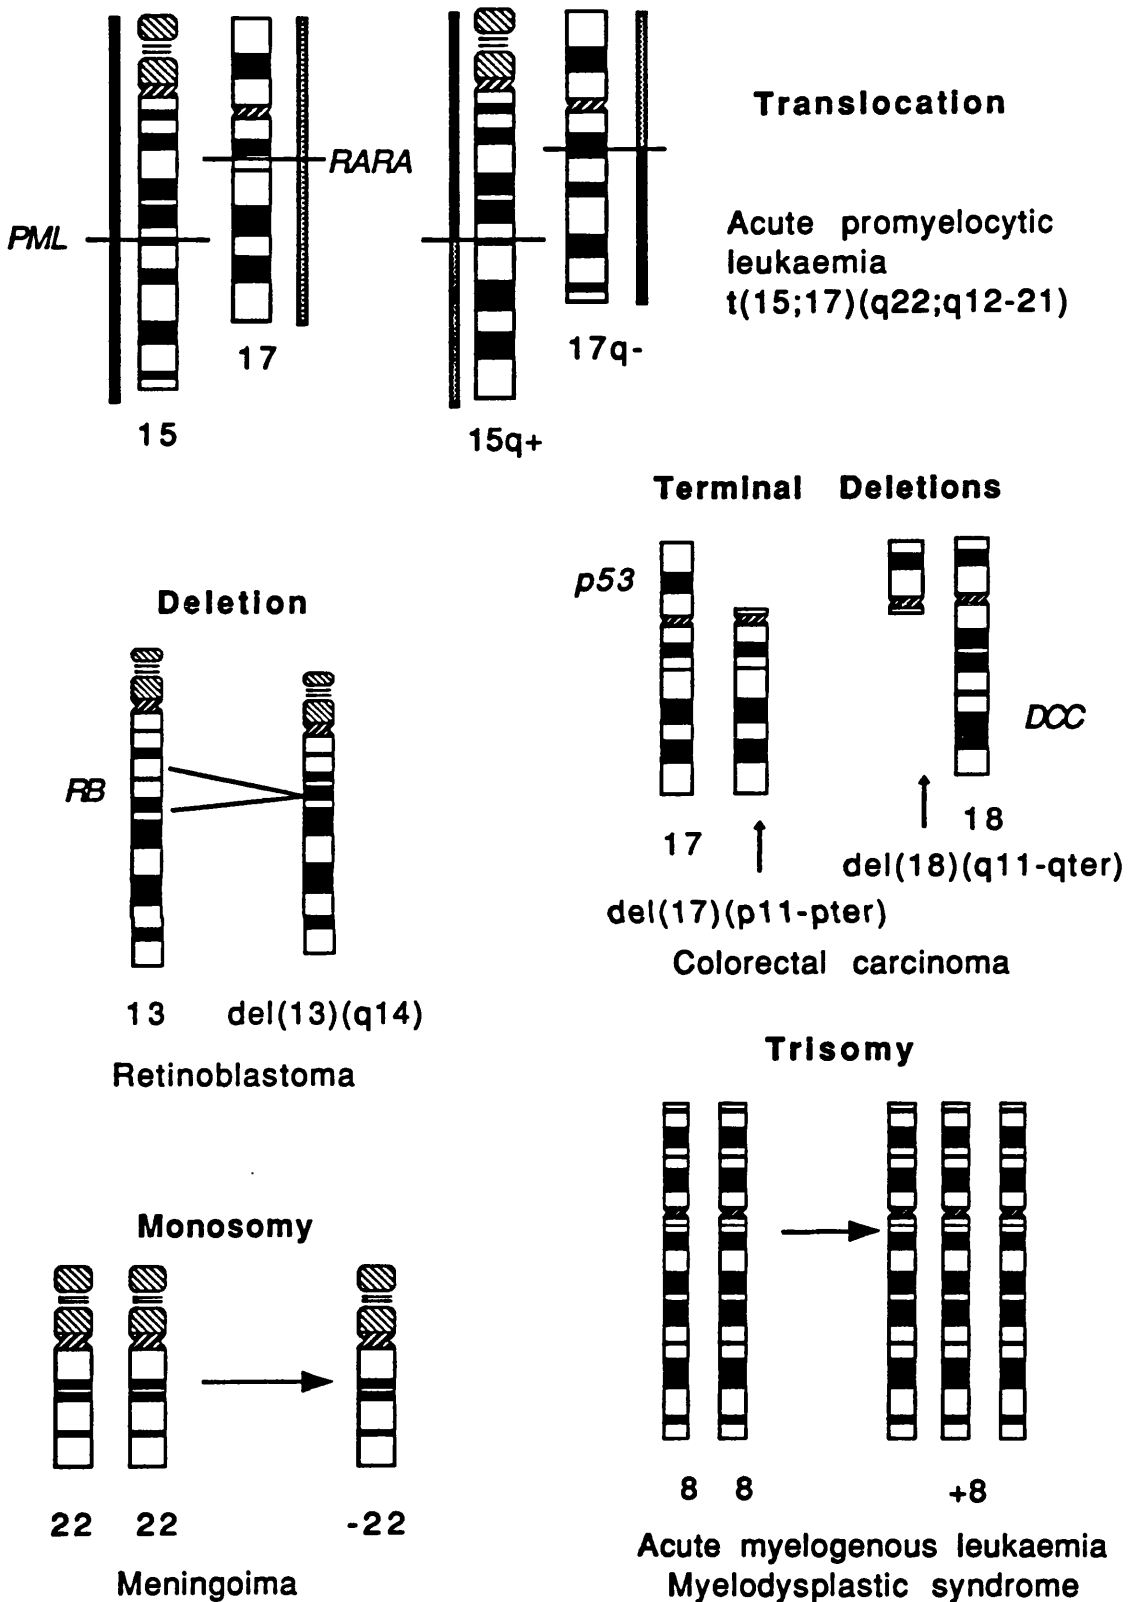 Translocation
RARA
PML
Acute promyelocytic
leukaemia
t(15;17)(q22;q12-21)
17
17q-
15
15q+
Terminal Deletions
p53
Deletion
DCC
RB
17
18
del(18)(q11-qter)
del(17)(p11-pter)
Colorectal carcinoma
13
del(13)(q14)
Retinoblastoma
Trisomy
Monosomy
8
8
+8
22
22
-22
Acute myelogenous leukaemia
Myelodysplastic syndrome
Meningoima